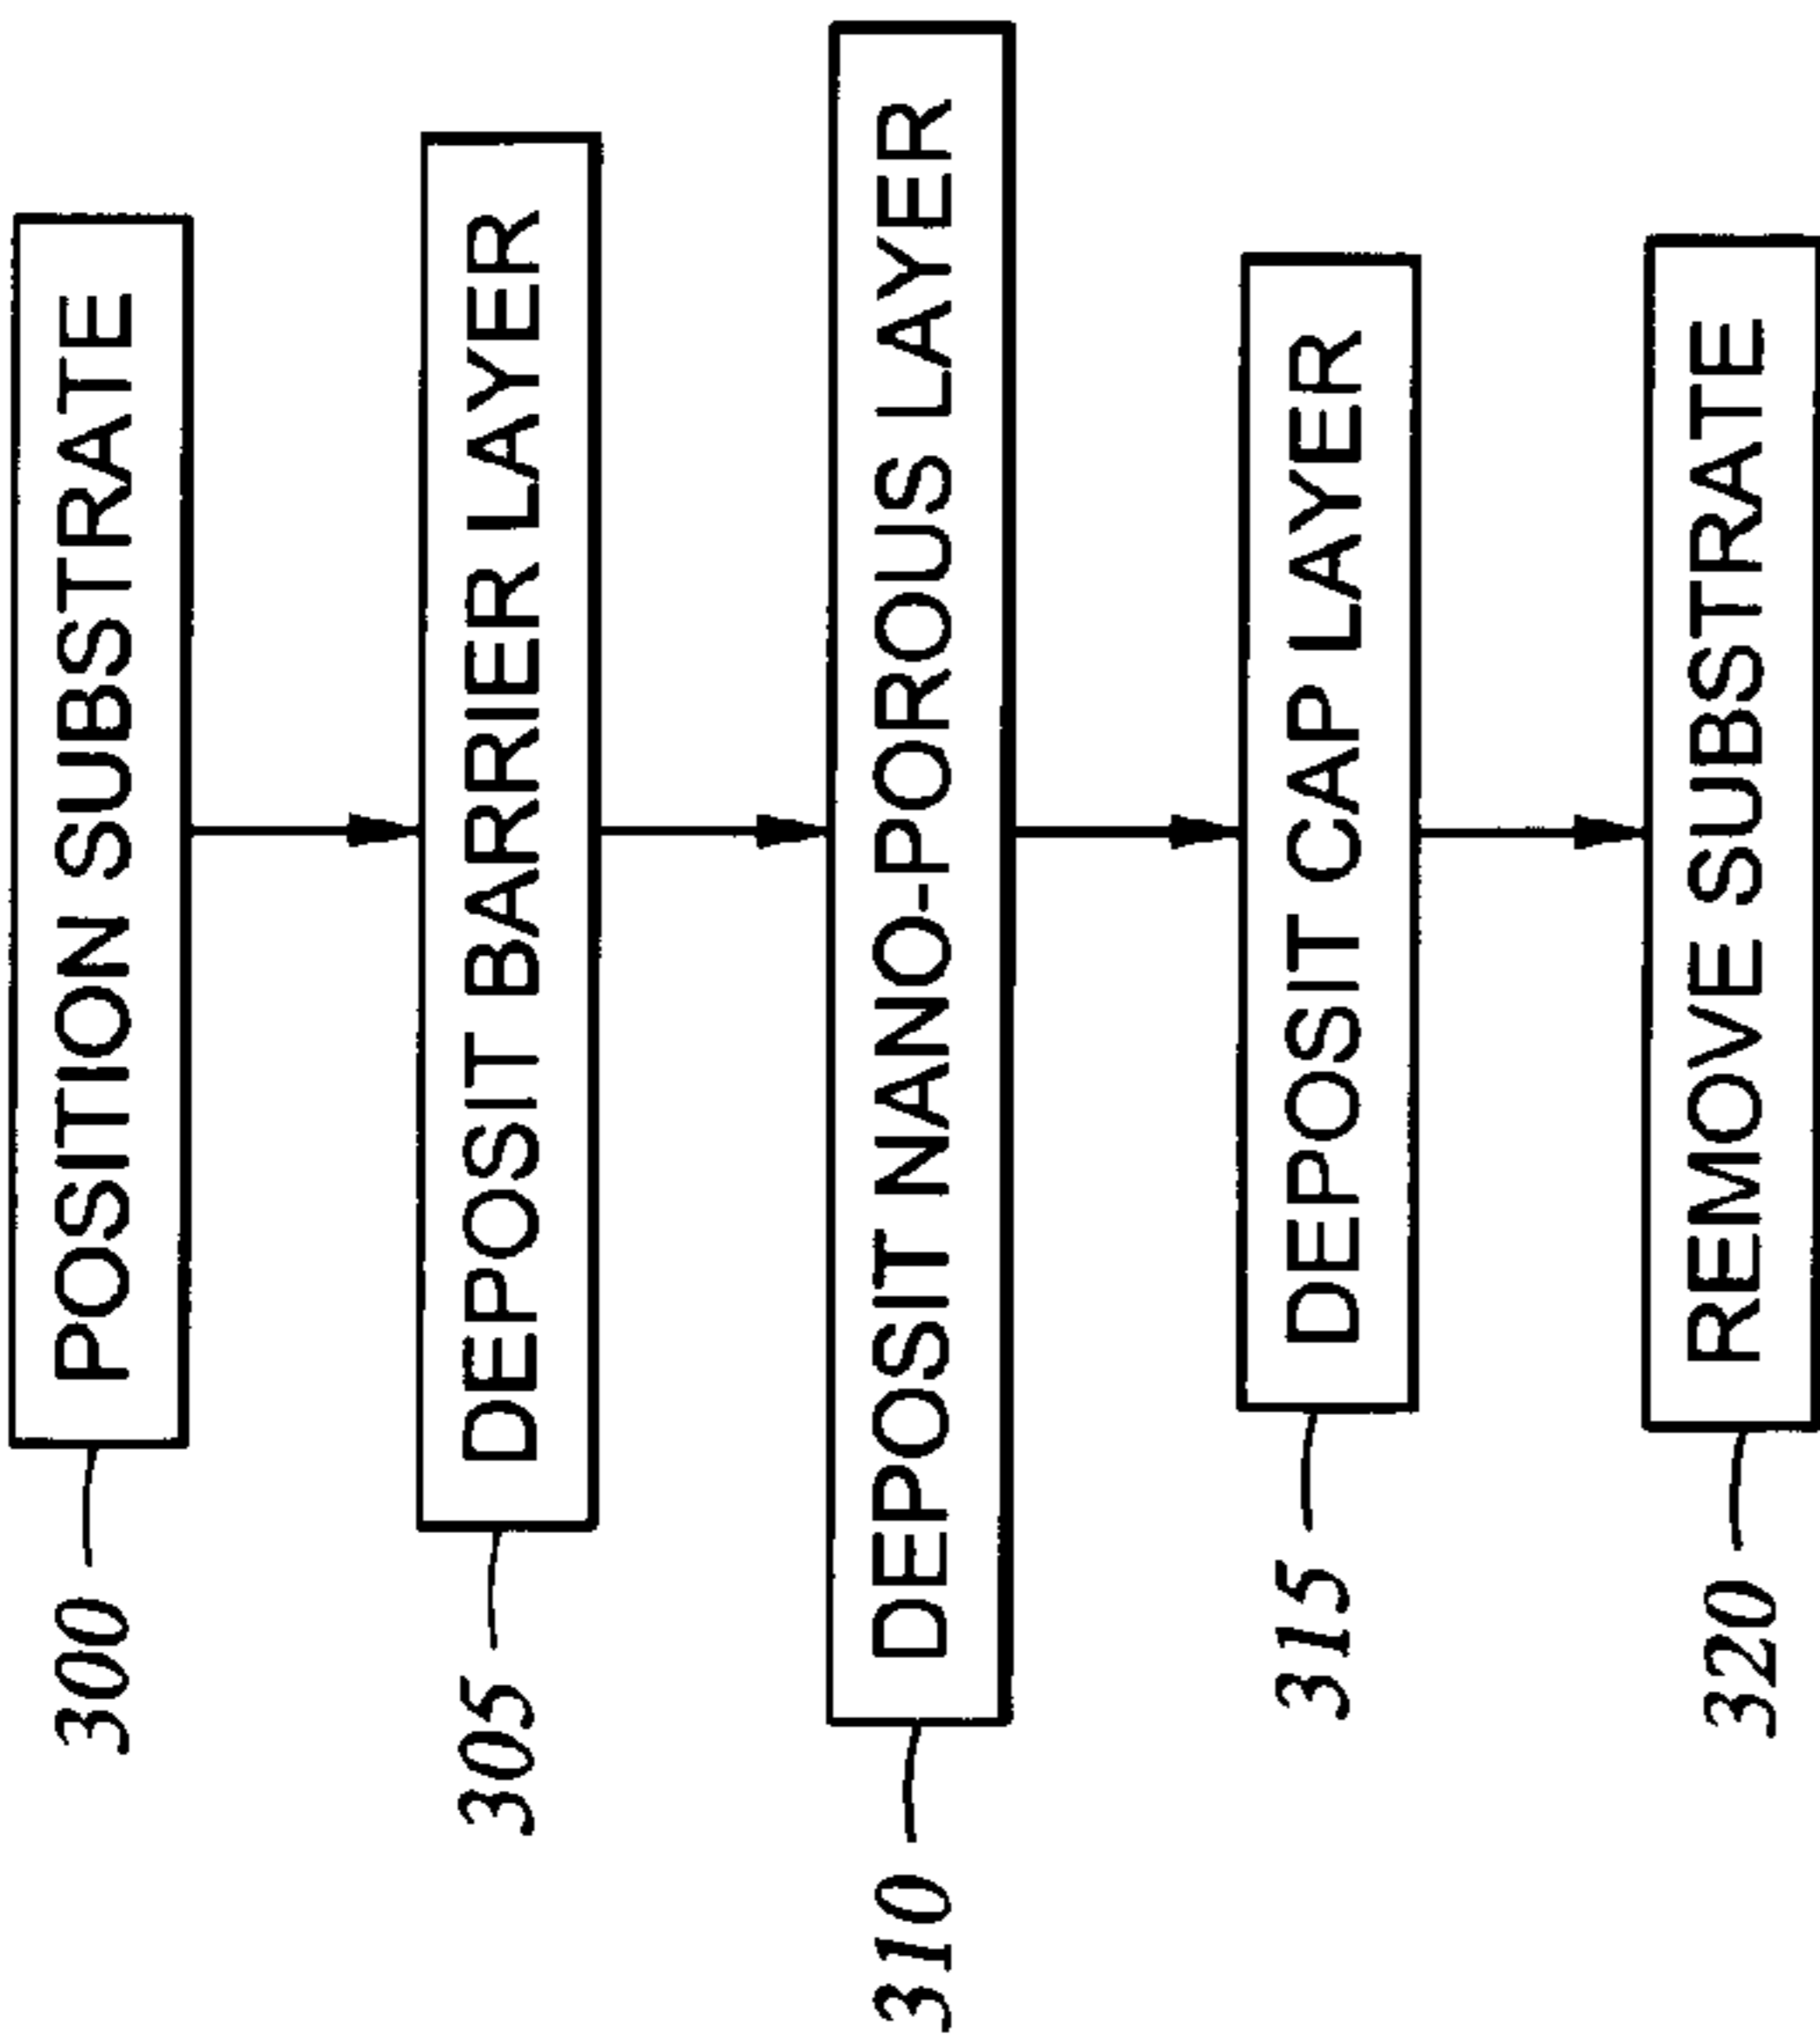 300 POSITION SUBSTRATE
305 DEPOSIT BARRIER LAYER
310 DEPOSIT NANO-POROUS LAYER
315 DEPOSIT CAP LAYER
320 REMOVE SUBSTRATE